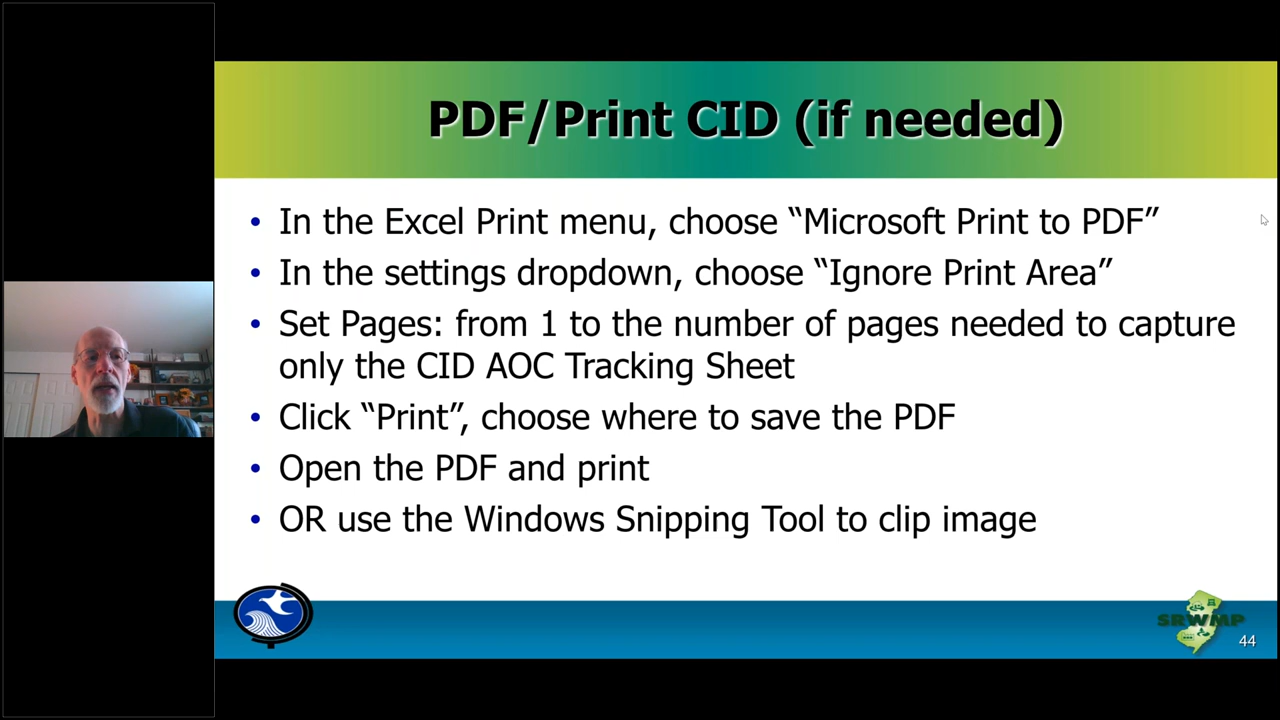 PDF/Print CID (if needed)
• In the Excel Print menu, choose “Microsoft Print to PDF”
• In the settings dropdown, choose “Ignore Print Area”
• Set Pages: from 1 to the number of pages needed to capture
only the CID AOC Tracking Sheet
• Click “Print”, choose where to save the PDF
• Open the PDF and print
• OR use the Windows Snipping Tool to clip image
SRWMP
44